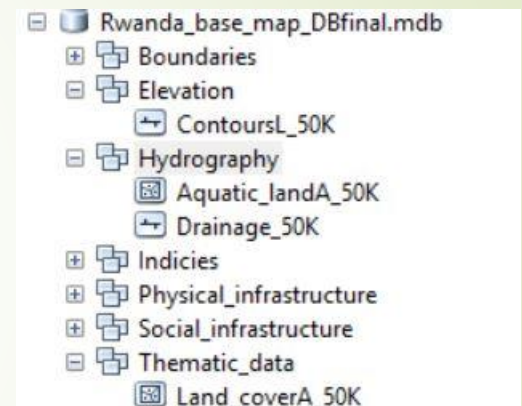 Rwanda_base_map_DBfinal.mdb
Boundaries
Elevation
ContoursL_50K
Hydrography
Aquatic_landA_50K
Drainage_50K
Indicies
Physical_infrastructure
Social_infrastructure
Thematic_data
Land_coverA_50K